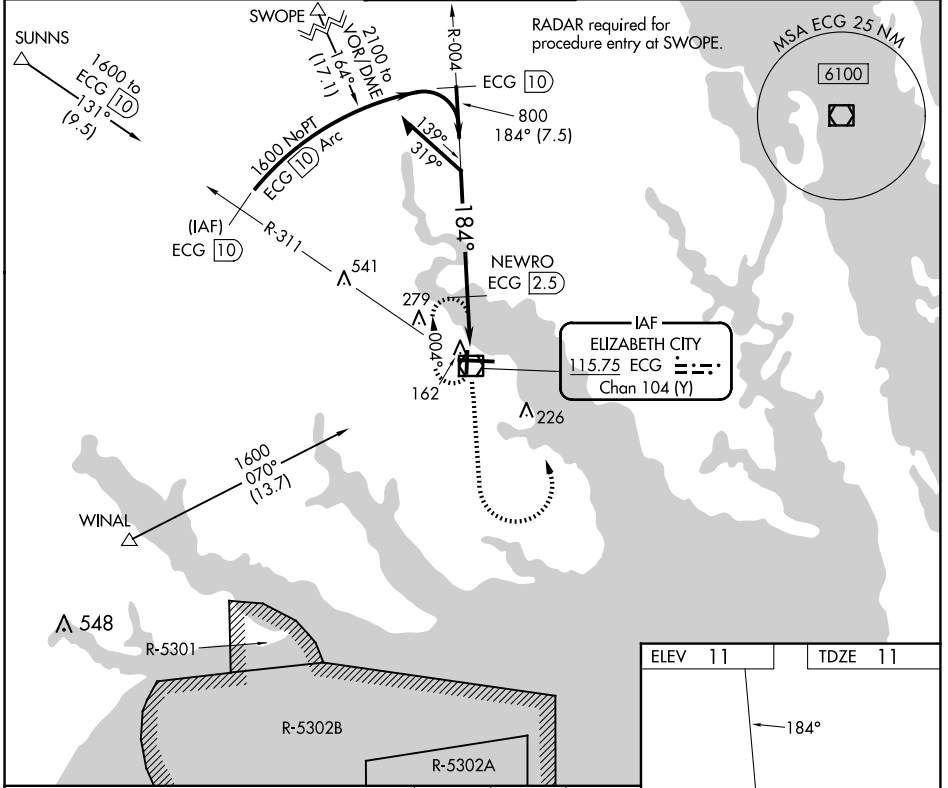 SUNNS
1600 to
ECG 10
131°
(9.5)
SWOPE
2100 to
VOR/DME
164°
(17.1)
R-004
RADAR required for
procedure entry at SWOPE.
MSA ECG 25 NM
6100
ECG 10
800
184° (7.5)
1600 NoPT
ECG 10 Arc
139°
319°
(IAF)
ECG 10
R-311
184°
541
NEWRO
ECG 2.5
279
004°
162
IAF
ELIZABETH CITY
115.75 ECG
Chan 104 (Y)
226
1600
070°
(13.7)
WINAL
548
R-5301
R-5302B
R-5302A
ELEV 11
TDZE 11
184°